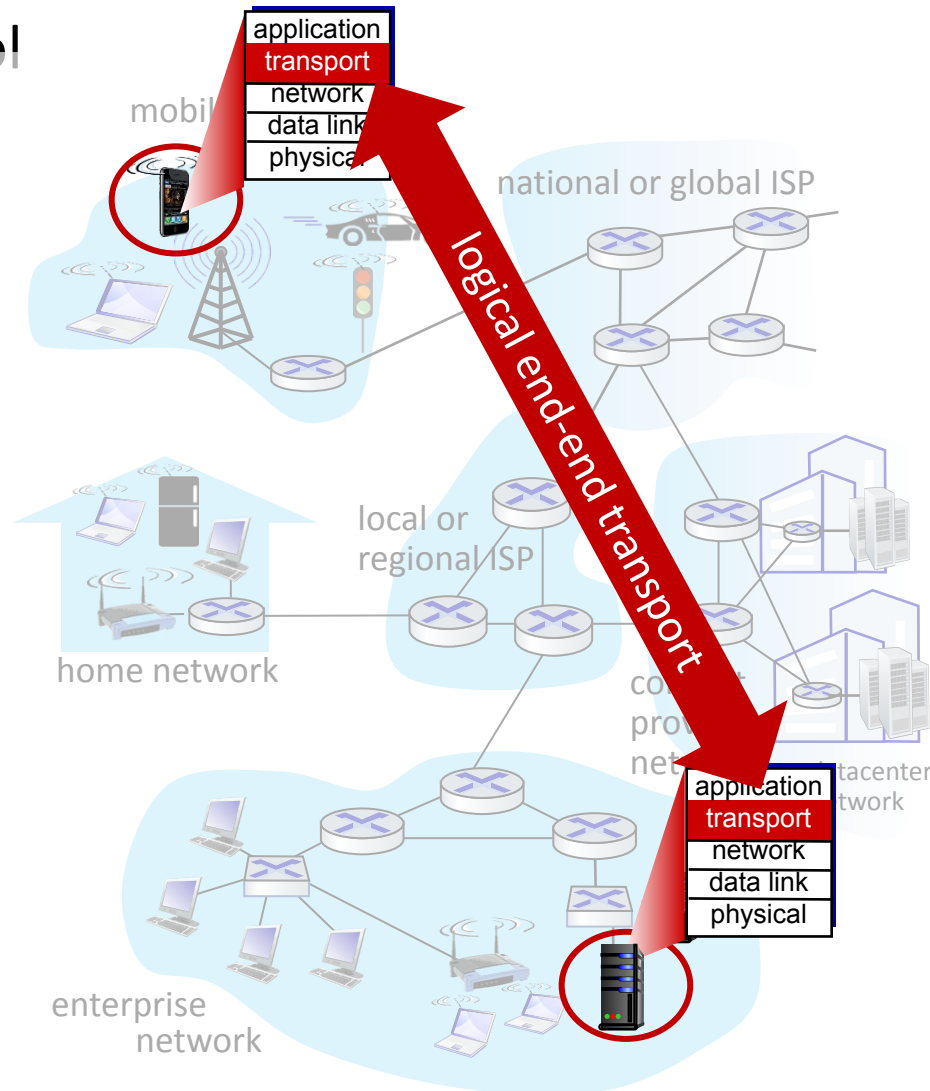 application
transport
network
data link
physical
national or global ISP
logical end-end transport
local or
regional ISP
home network
application
transport
network
data link
physical
enterprise
network